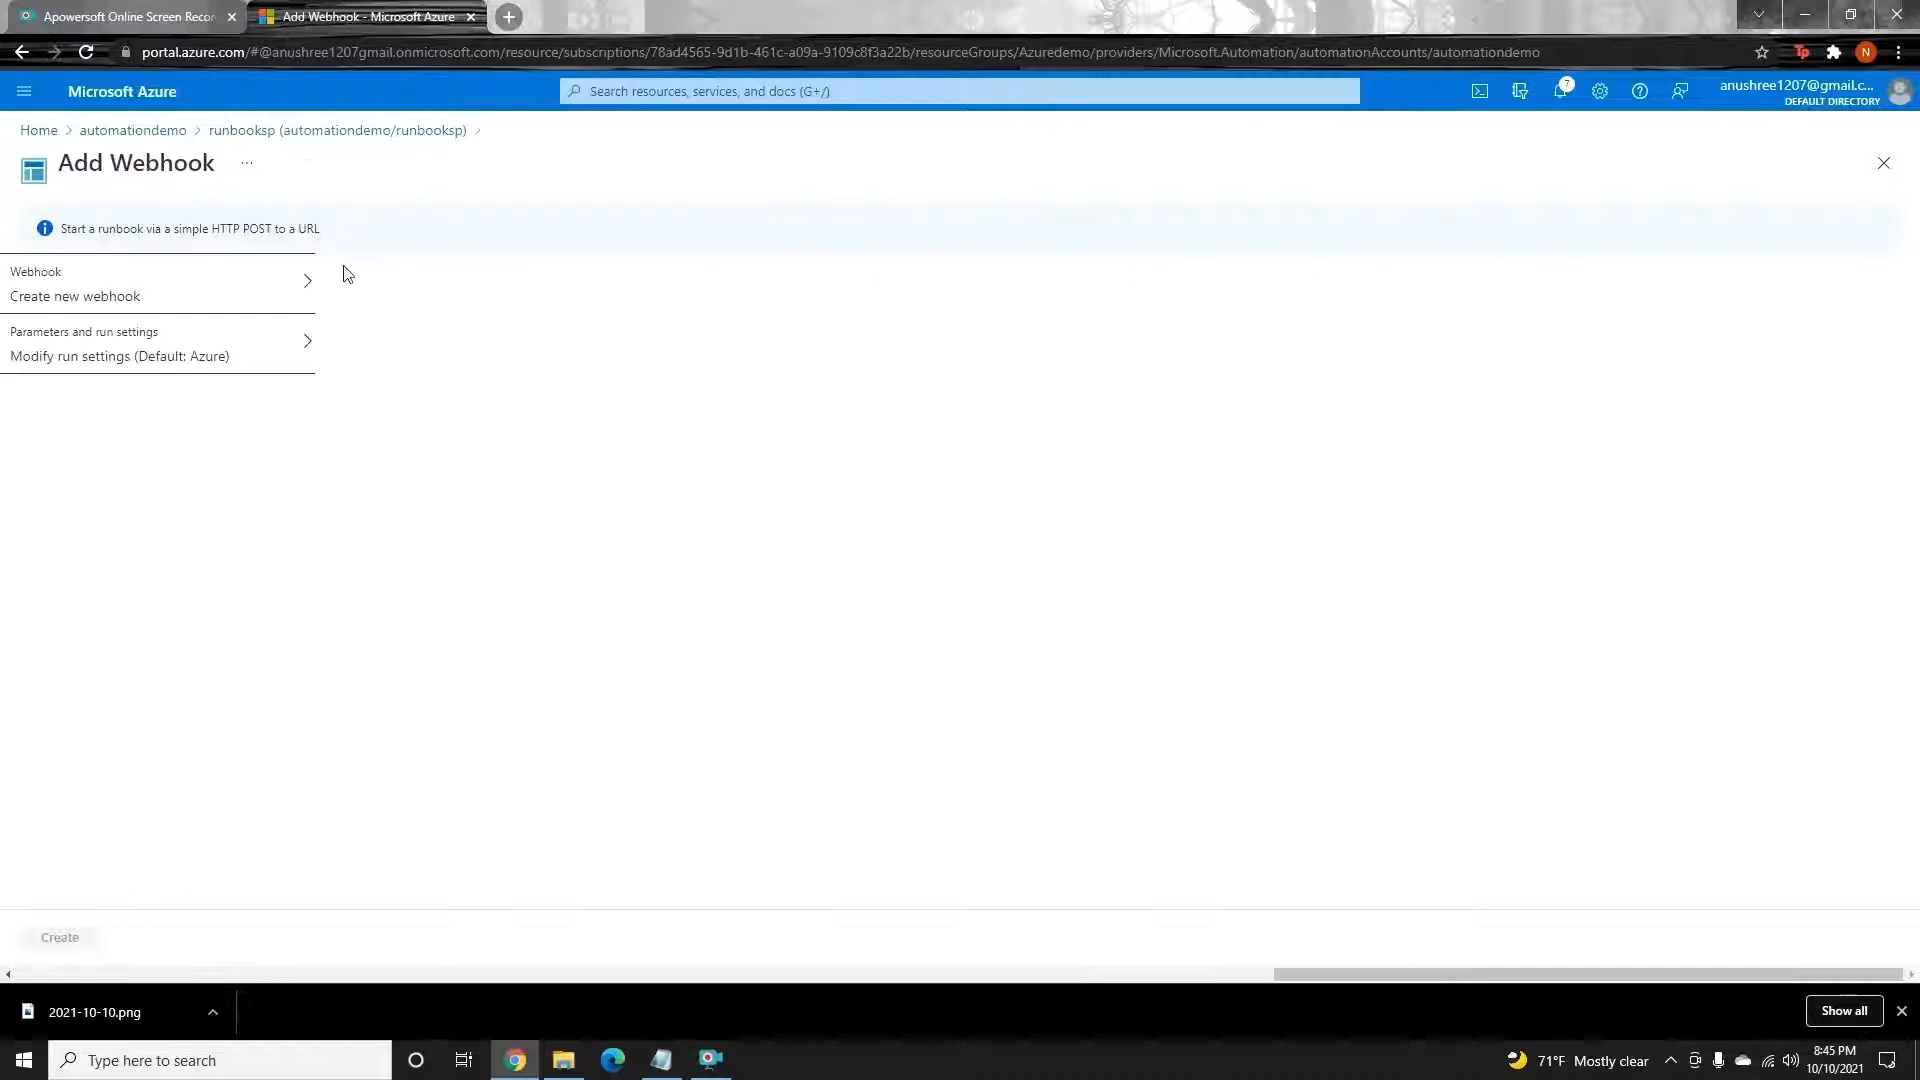 Apowersoft Online Screen Recor
Add Webhook - Microsoft Azure
portal.azure.com/#@anushree1207gmail.onmicrosoft.com/resource/subscriptions/78ad4565-9d1b-461c-a09a-9109c8f3a22b/resourceGroups/Azuredemo/providers/Microsoft.Automation/automationAccounts/automationdemo
Tp
N
Microsoft Azure
Search resources, services, and docs (G+/)
7
anushree1207@gmail.c...
DEFAULT DIRECTORY
Home > automationdemo > runbooksp (automationdemo/runbooksp) >
Add Webhook ...
Start a runbook via a simple HTTP POST to a URL
Webhook
Create new webhook
Parameters and run settings
Modify run settings (Default: Azure)
Create
2021-10-10.png
Show all
Type here to search
71°F Mostly clear
8:45 PM
10/10/2021